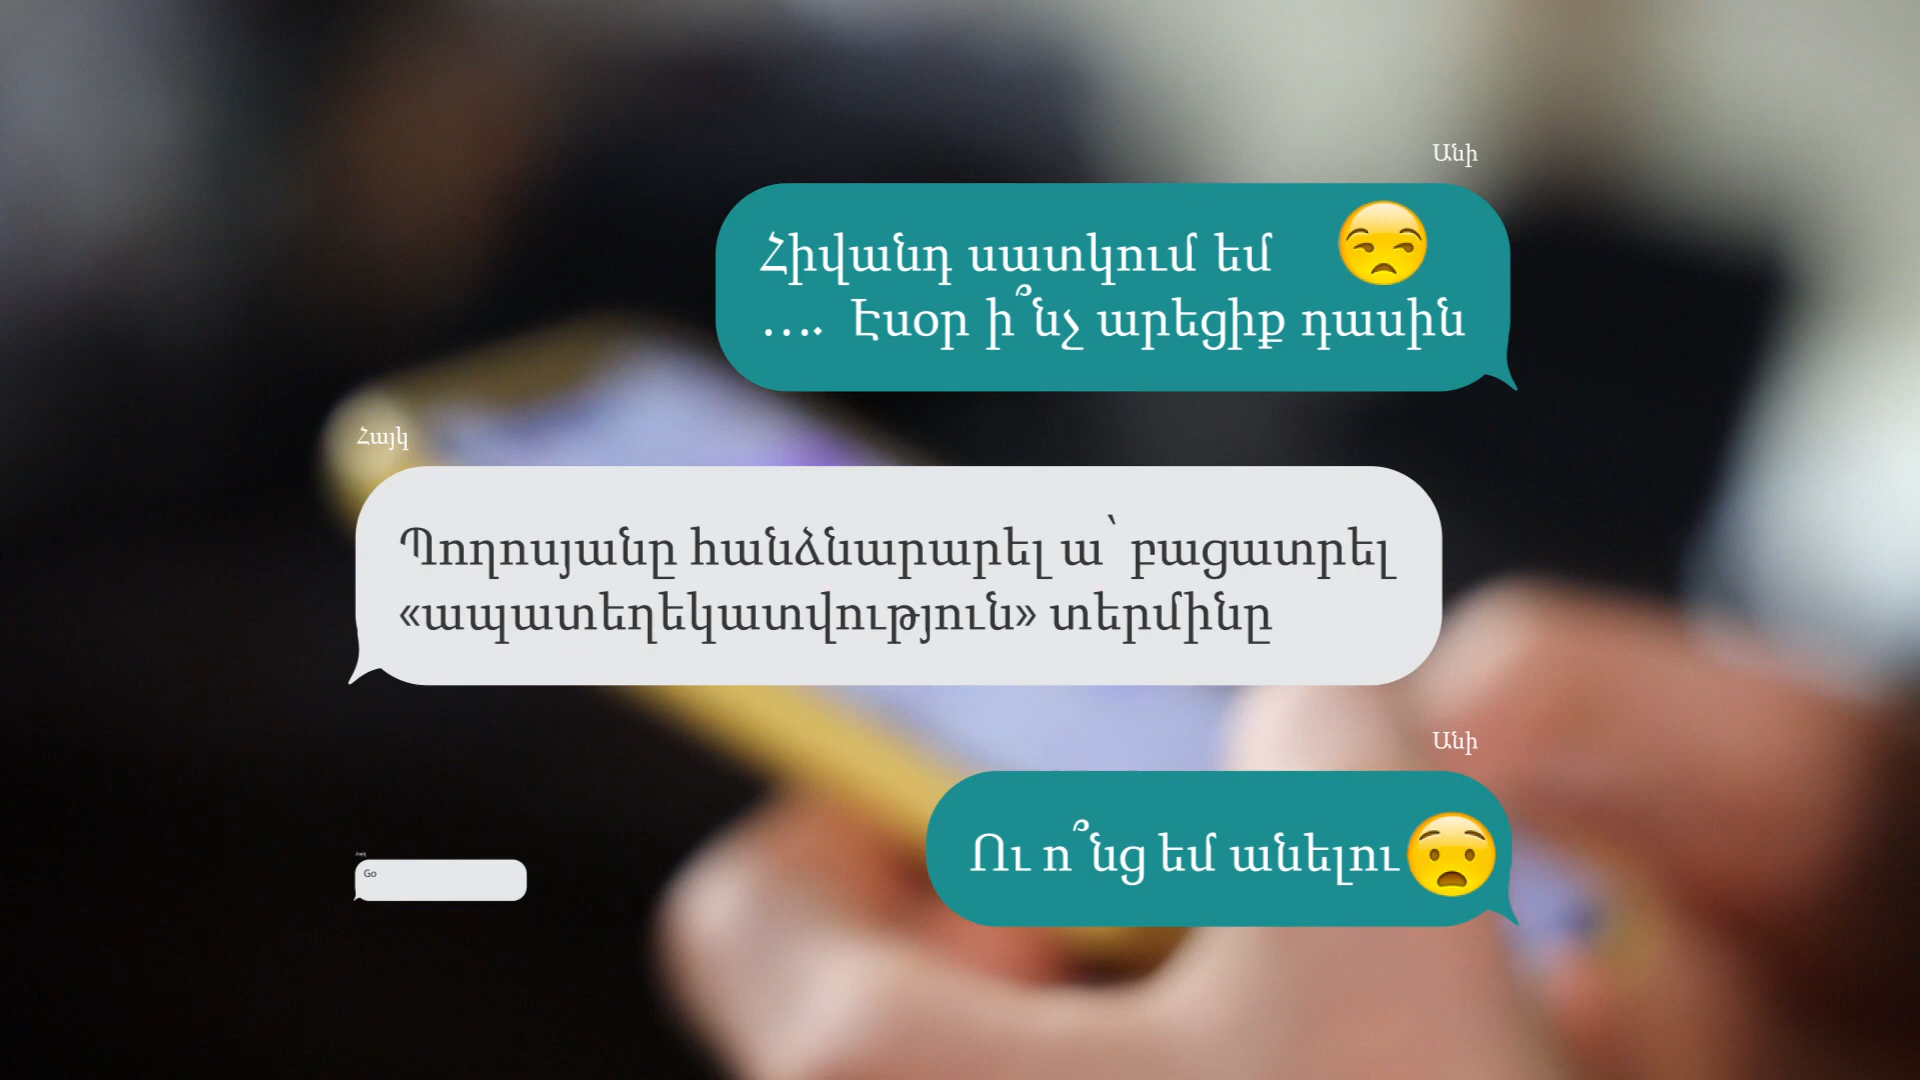 Անի
Հիվանդ սատկում եմ
…. Էսօր ի՞նչ արեցիք դասին
Հայկ
Պողոսյանը հանձնարարել ա՝ բացատրել
«ապատեղեկատվություն» տերմինը
Անի
Ու ո՞նց եմ անելու
Go